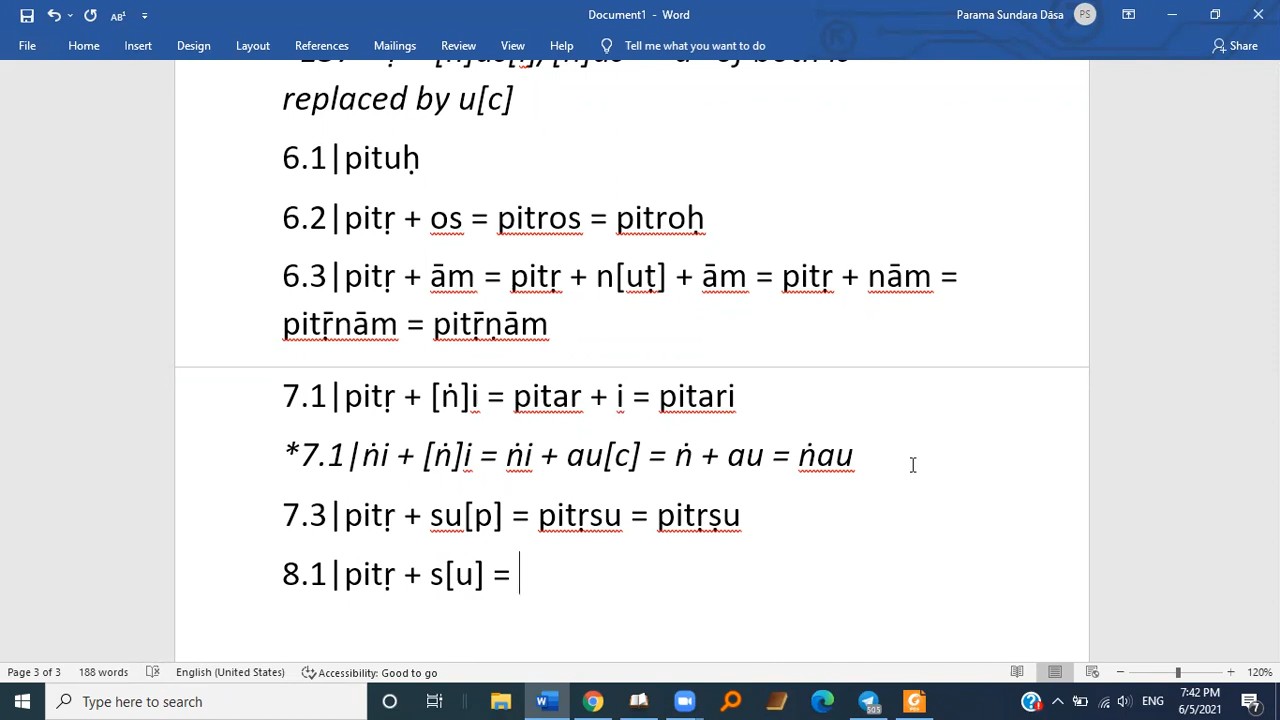 Document1 - Word
Parama Sundara Dāsa PS
File Home Insert Design Layout References Mailings Review View Help Tell me what you want to do Share
replaced by u[c]
6.1|pituḥ
6.2|pitṛ + os = pitros = pitroḥ
6.3|pitṛ + ām = pitṛ + n[uṭ] + ām = pitṛ + nām =
pitṝnām = pitṝṇām
7.1|pitṛ + [ṅ]i = pitar + i = pitari
*7.1|ṅi + [ṅ]i = ṅi + au[c] = ṅ + au = ṅau
7.3|pitṛ + su[p] = pitṛsu = pitṛṣu
8.1|pitṛ + s[u] =
Page 3 of 3 188 words English (United States) Accessibility: Good to go 120%
Type here to search
50.5
ENG
7:42 PM
6/5/2021